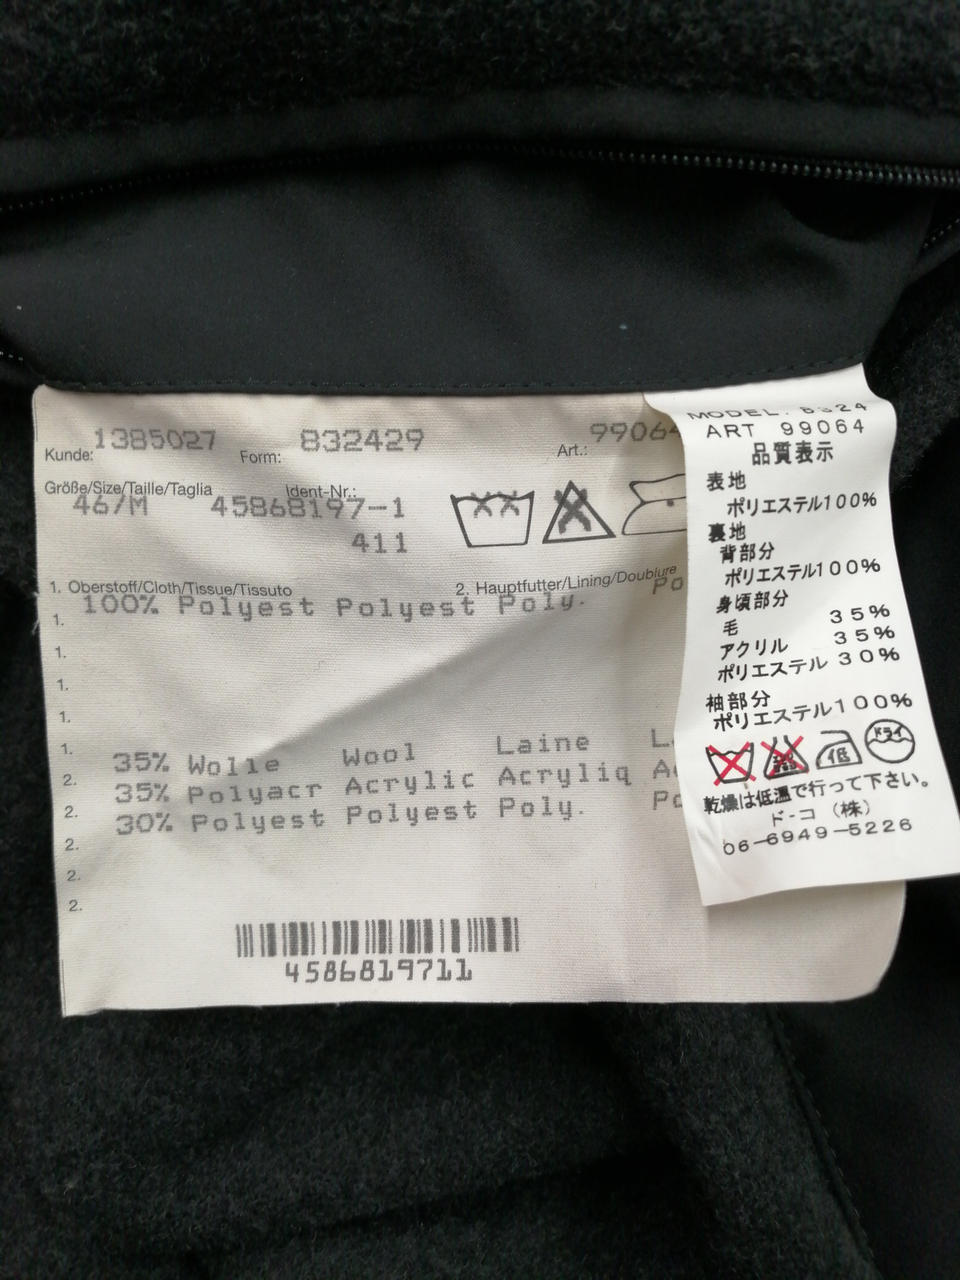 Kunde: 1385027 Form: 832429 Art.: 99064
Größe/Size/Taille/Taglia Ident-Nr.:
46/M 45868197-1
411
1. Oberstoff/Cloth/Tissue/Tissuto 2. Hauptfutter/Lining/Doublure
100% Polyest Polyest Poly. Po
1.
1.
1.
1.
1.
35% Wolle Wool Laine L
2.
35% Polyacr Acrylic Acryliq A
2.
30% Polyest Polyest Poly. Po
2.
2.
2.
4586819711
MODEL. 8324
ART 99064
品質表示
表地
ポリエステル100%
裏地
背部分
ポリエステル100%
身頃部分
毛 35%
アクリル 35%
ポリエステル 30%
袖部分
ポリエステル100%
低 ドライ
乾燥は低温で行って下さい。
ド-コ (株)
06-6949-5226